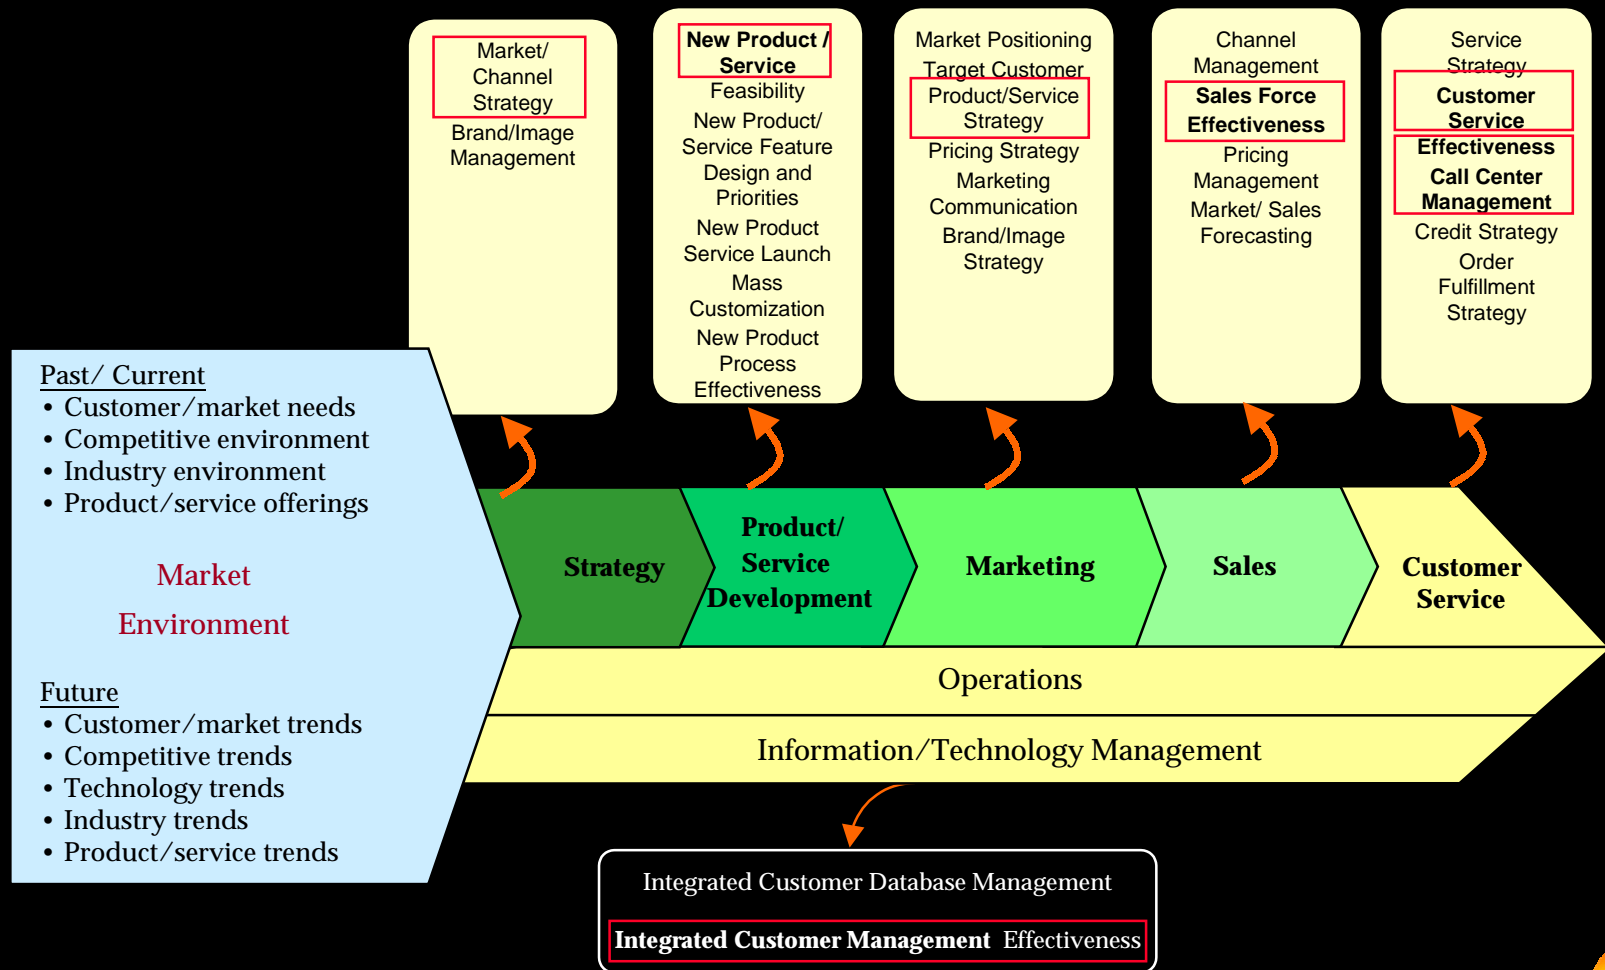 Market/
Channel
Strategy
Brand/Image
Management
New Product /
Service
Feasibility
New Product/
Service Feature
Design and
Priorities
New Product
Service Launch
Mass
Customization
New Product
Process
Effectiveness
Market Positioning
Target Customer
Product/Service
Strategy
Pricing Strategy
Marketing
Communication
Brand/Image
Strategy
Channel
Management
Sales Force
Effectiveness
Pricing
Management
Market/ Sales
Forecasting
Service
Strategy
Customer
Service
Effectiveness
Call Center
Management
Credit Strategy
Order
Fulfillment
Strategy
Past/ Current
• Customer/market needs
• Competitive environment
• Industry environment
• Product/service offerings
Market
Environment
Future
• Customer/market trends
• Competitive trends
• Technology trends
• Industry trends
• Product/service trends
Strategy
Product/
Service
Development
Marketing
Sales
Customer
Service
Operations
Information/Technology Management
Integrated Customer Database Management
Integrated Customer Management Effectiveness